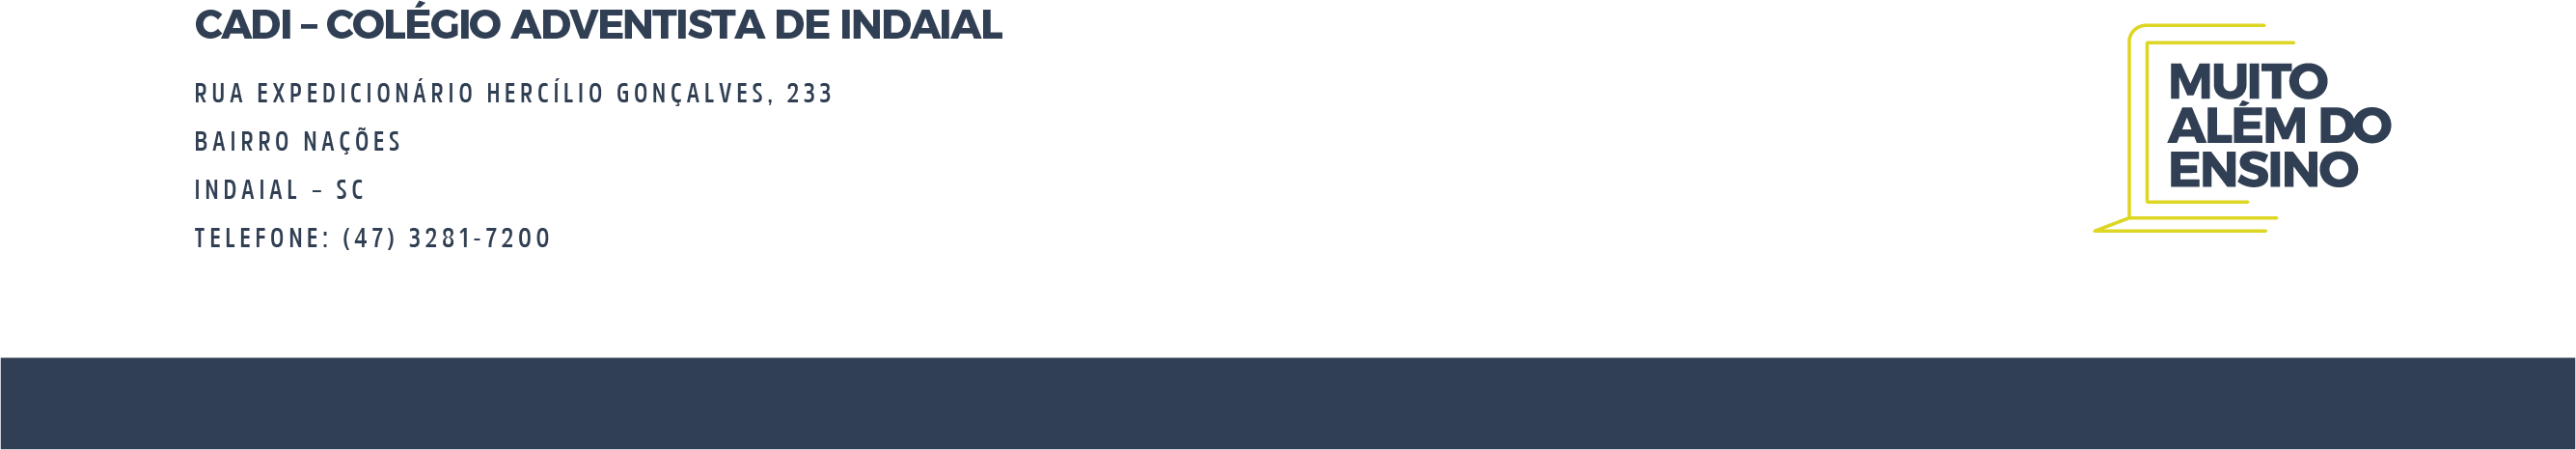 CADI – COLÉGIO ADVENTISTA DE INDAIAL
RUA EXPEDICIONÁRIO HERCÍLIO GONÇALVES, 233
BAIRRO NAÇÕES
INDAIAL – SC
TELEFONE: (47) 3281-7200
MUITO
ALÉM DO
ENSINO